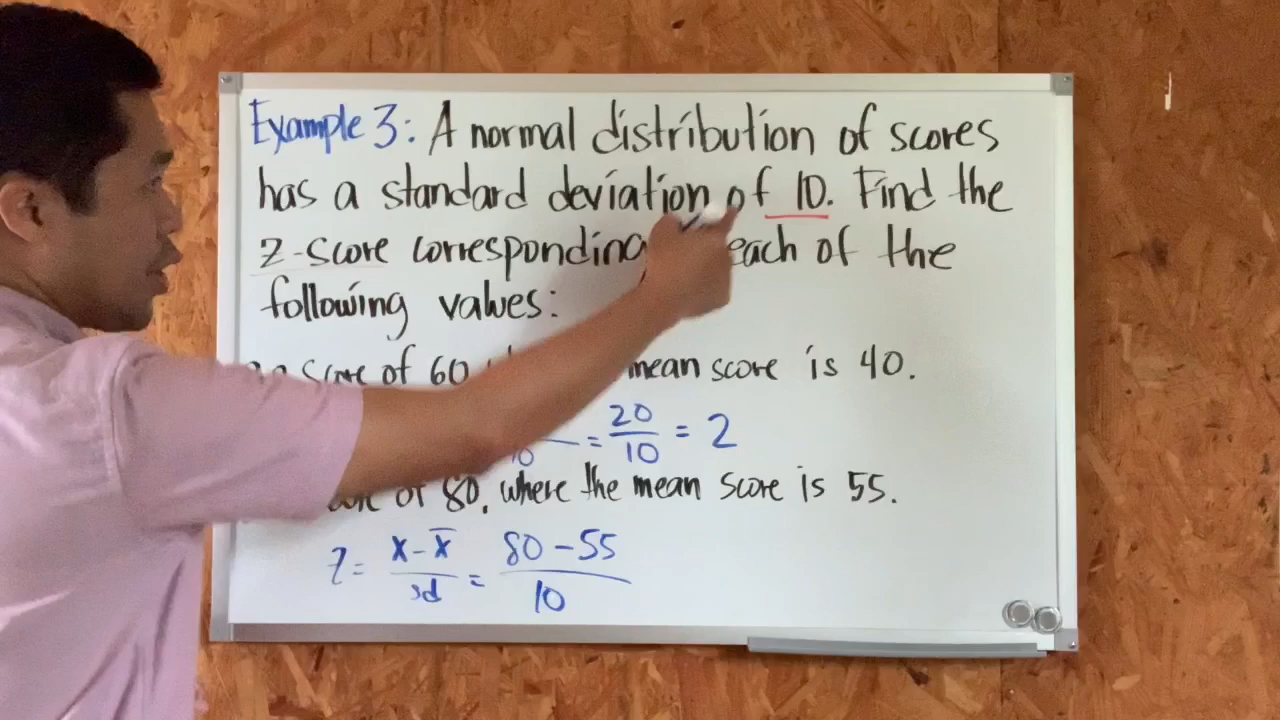 Example 3: A normal distribution of scores
has a standard deviation of 10. Find the
z-score corresponding each of the
following values:
score of 60 mean score is 40.
10 = 20/10 = 2
of 80, where the mean score is 55.
z = x - x̄ / sd = 80 - 55 / 10